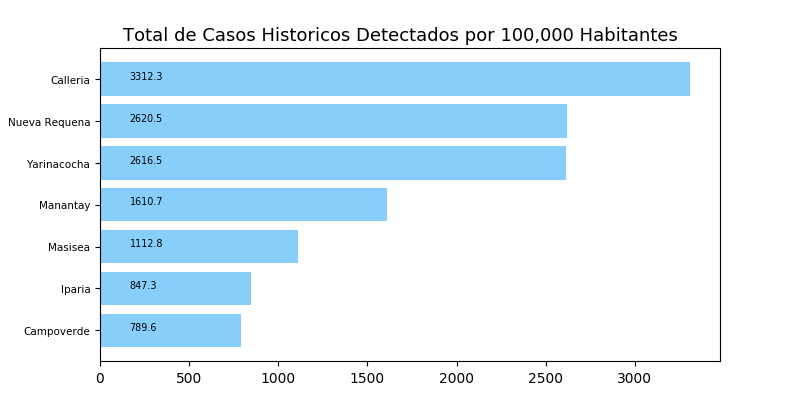 Total de Casos Historicos Detectados por 100,000 Habitantes
Calleria 3312.3
Nueva Requena 2620.5
Yarinacocha 2616.5
Manantay 1610.7
Masisea 1112.8
Iparia 847.3
Campoverde 789.6
0 500 1000 1500 2000 2500 3000